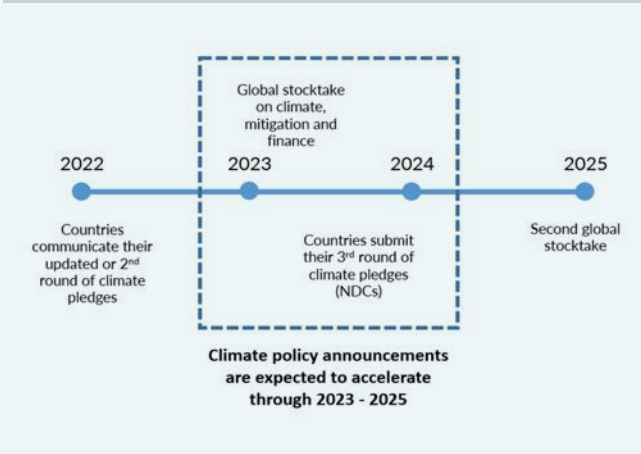 Global stocktake
on climate,
mitigation and
finance
2022
2023
2024
2025
Countries
communicate their
updated or 2nd
round of climate
pledges
Countries submit
their 3rd round of
climate pledges
(NDCs)
Second global
stocktake
Climate policy announcements
are expected to accelerate
through 2023 - 2025